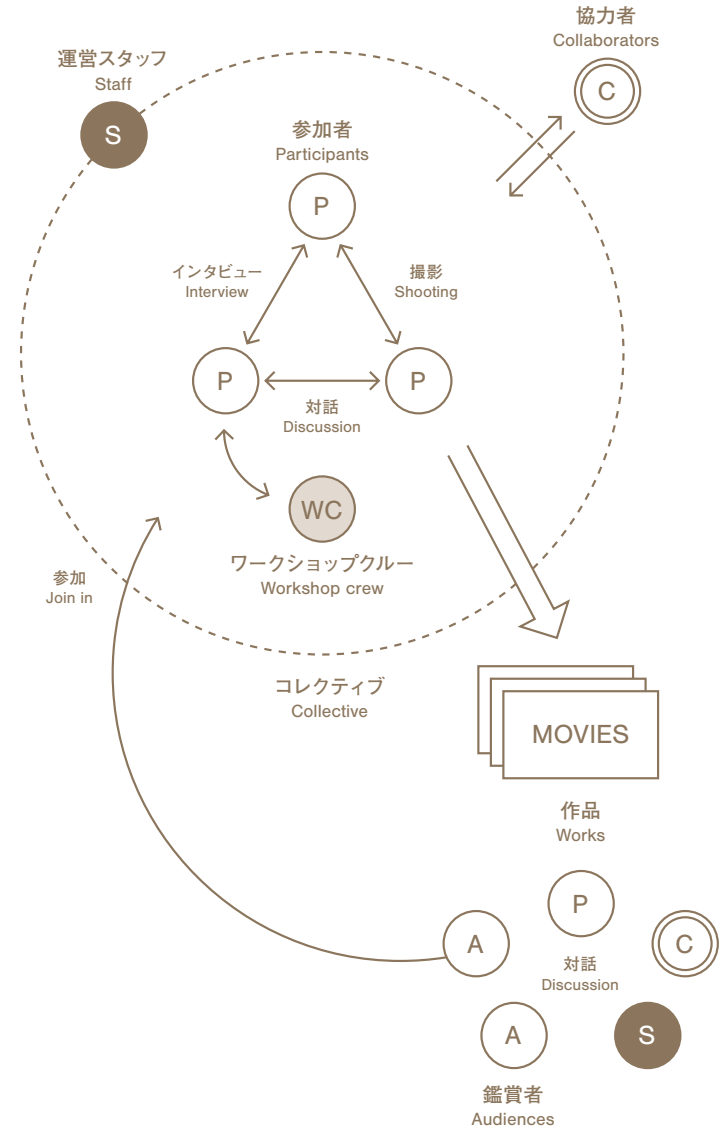 協力者
Collaborators
C
運営スタッフ
Staff
S
参加者
Participants
P
インタビュー
Interview
撮影
Shooting
P
P
対話
Discussion
WC
ワークショップクルー
Workshop crew
参加
Join in
コレクティブ
Collective
MOVIES
作品
Works
P
A
C
対話
Discussion
A
S
鑑賞者
Audiences